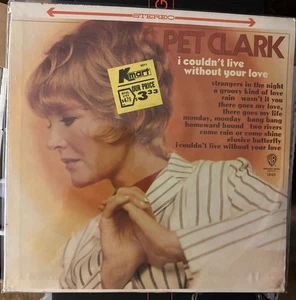 STEREO
PET CLARK
i couldn't live
without your love
strangers in the night
a groovy kind of love
rain wasn't it you
there goes my love,
there goes my life
monday, monday bang bang
homeward bound two rivers
come rain or come shine
elusive butterfly
i couldn't live without your love
Kmart
OUR PRICE
3 33